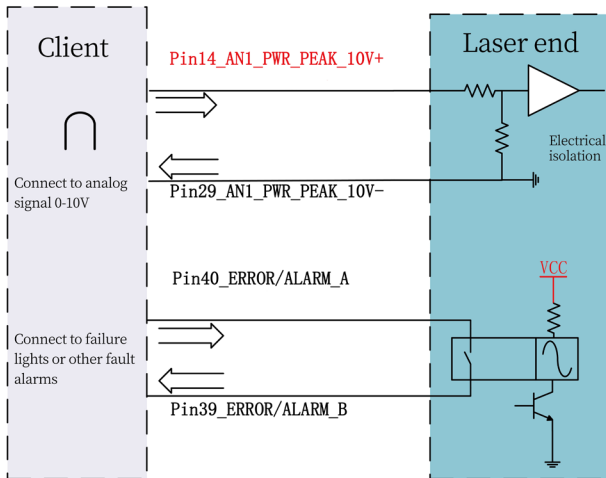 Client
Pin14_AN1_PWR_PEAK_10V+
Laser end
Electrical
isolation
Connect to analog
signal 0-10V
Pin29_AN1_PWR_PEAK_10V-
Pin40_ERROR/ALARM_A
VCC
Connect to failure
lights or other fault
alarms
Pin39_ERROR/ALARM_B